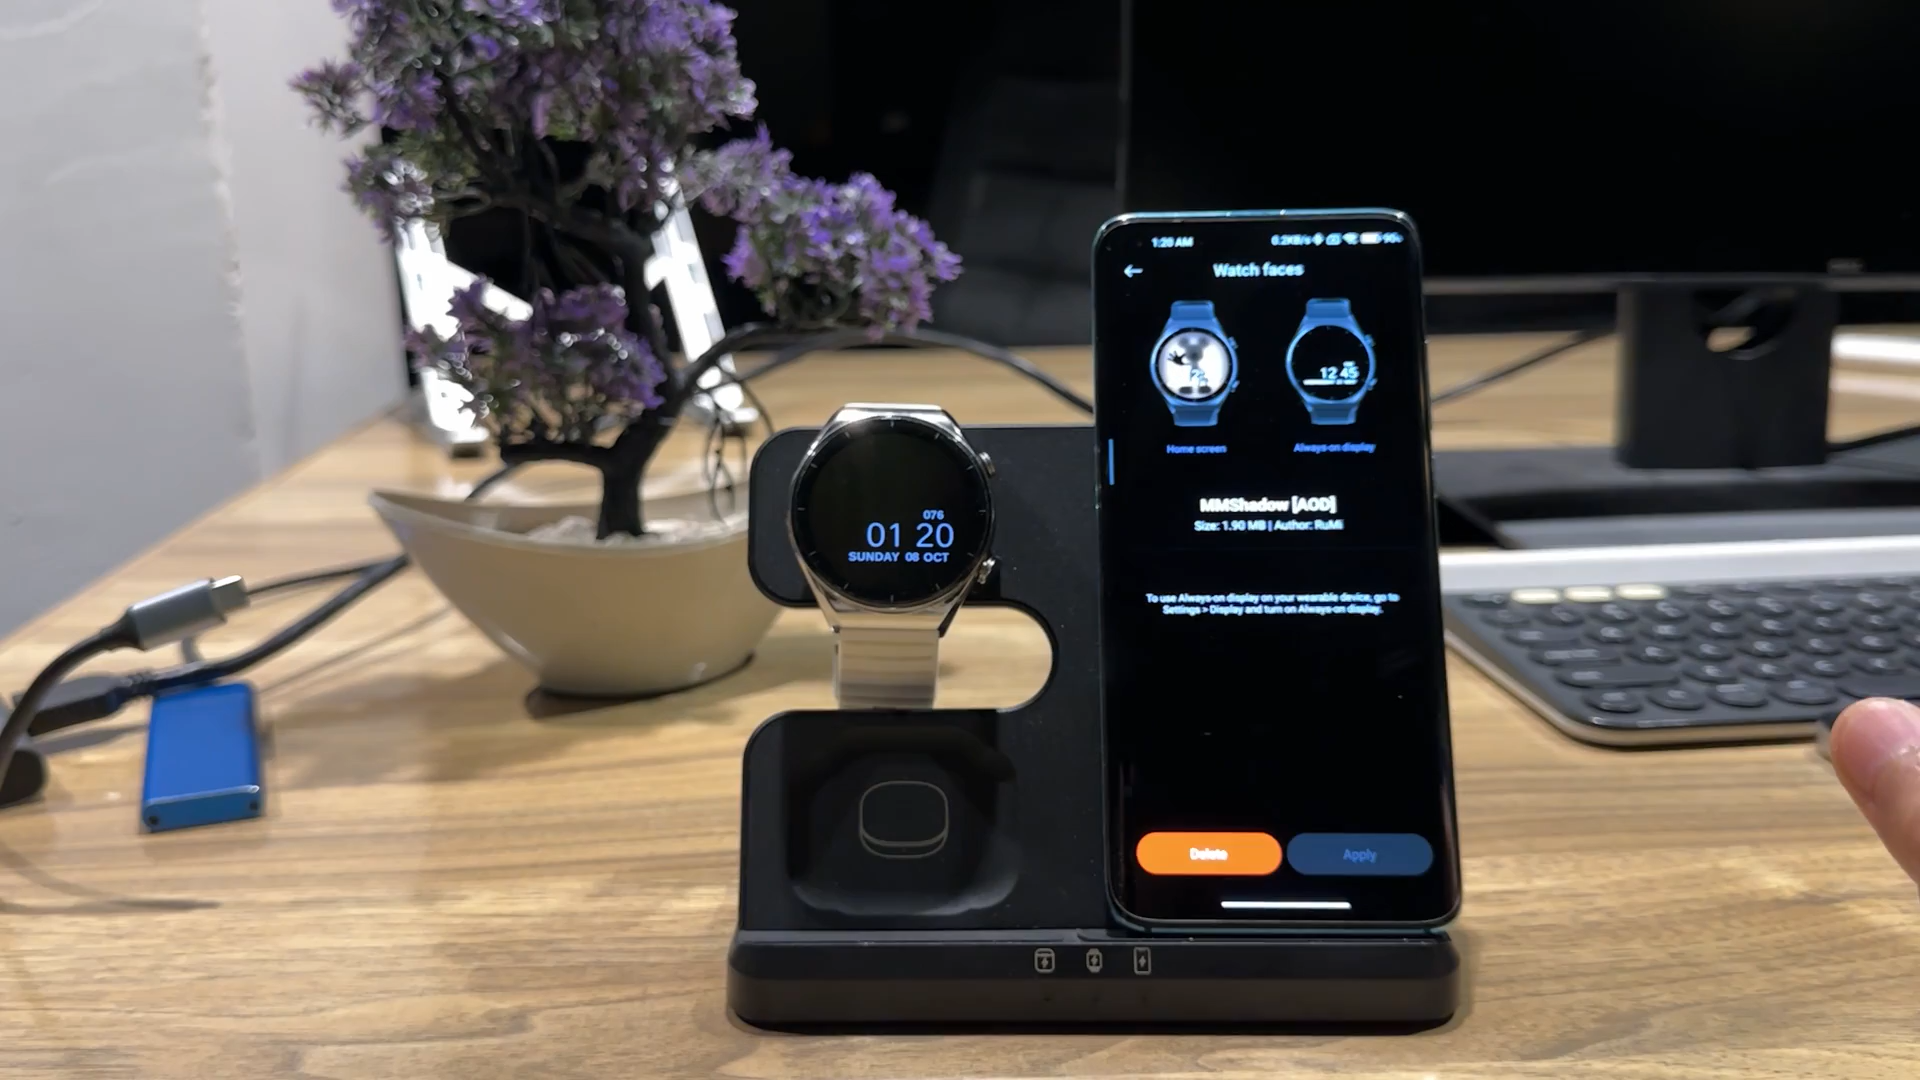 076
01 20
SUNDAY 08 OCT
1:20 AM
0.2KB/s
Watch faces
12 45
Home screen
Always-on display
MMShadow [AOD]
Size: 1.90 MB | Author: RuMi
To use Always-on display on your wearable device, go to
Settings > Display and turn on Always-on display.
Delete
Apply